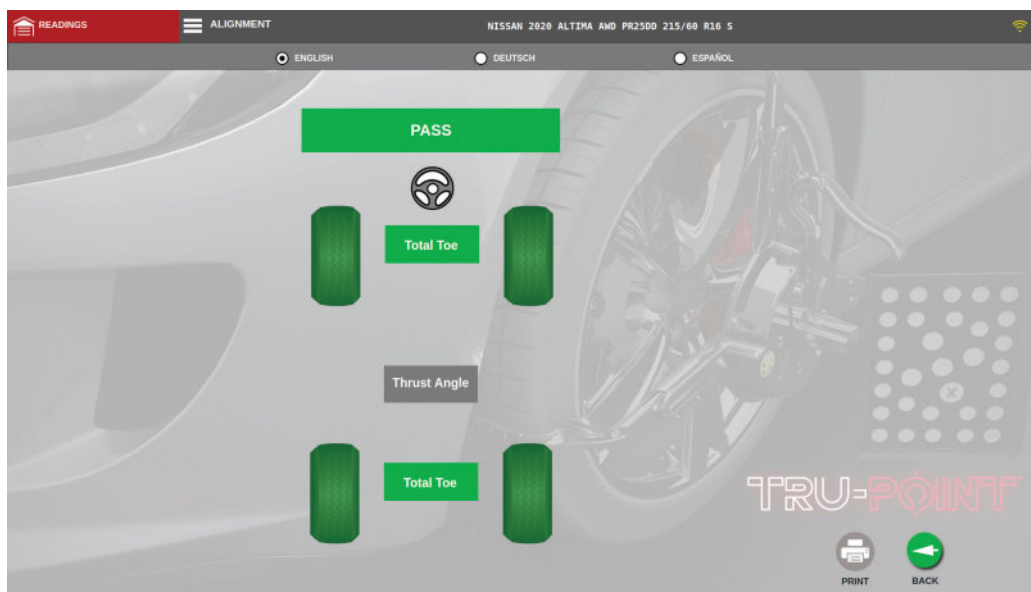 READINGS
ALIGNMENT
NISSAN 2020 ALTIMA AWD PR25DD 215/60 R16 S
ENGLISH
DEUTSCH
ESPAÑOL
PASS
Total Toe
Thrust Angle
Total Toe
TRU-POINT
PRINT
BACK